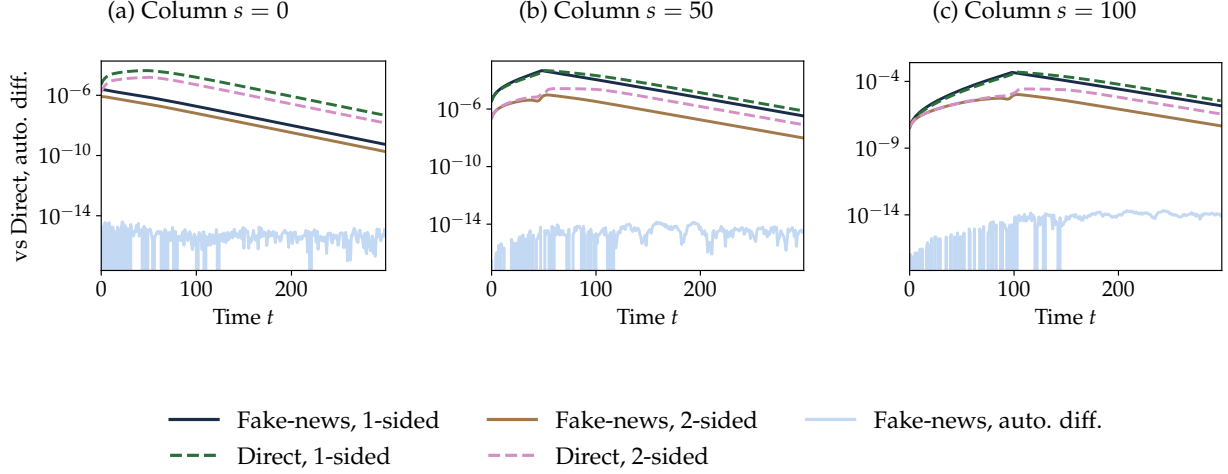 (a) Column s = 0
(b) Column s = 50
(c) Column s = 100
vs Direct, auto. diff.
10⁻⁶
10⁻¹⁰
10⁻¹⁴
0 100 200
Time t
10⁻⁶
10⁻¹⁰
10⁻¹⁴
0 100 200
Time t
10⁻⁴
10⁻⁹
10⁻¹⁴
0 100 200
Time t
Fake-news, 1-sided
Fake-news, 2-sided
Fake-news, auto. diff.
Direct, 1-sided
Direct, 2-sided